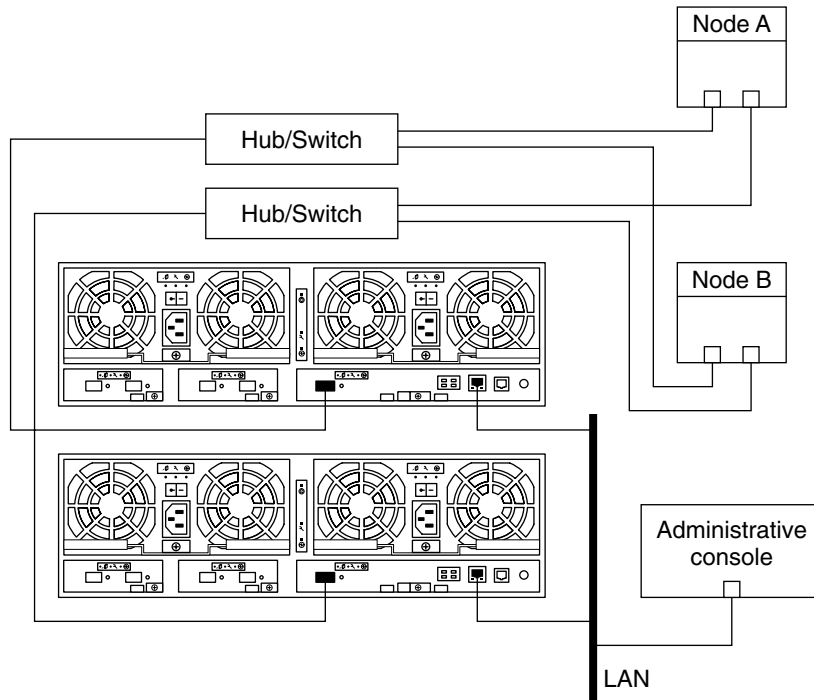 Node A
Hub/Switch
Hub/Switch
Node B
Administrative
console
LAN